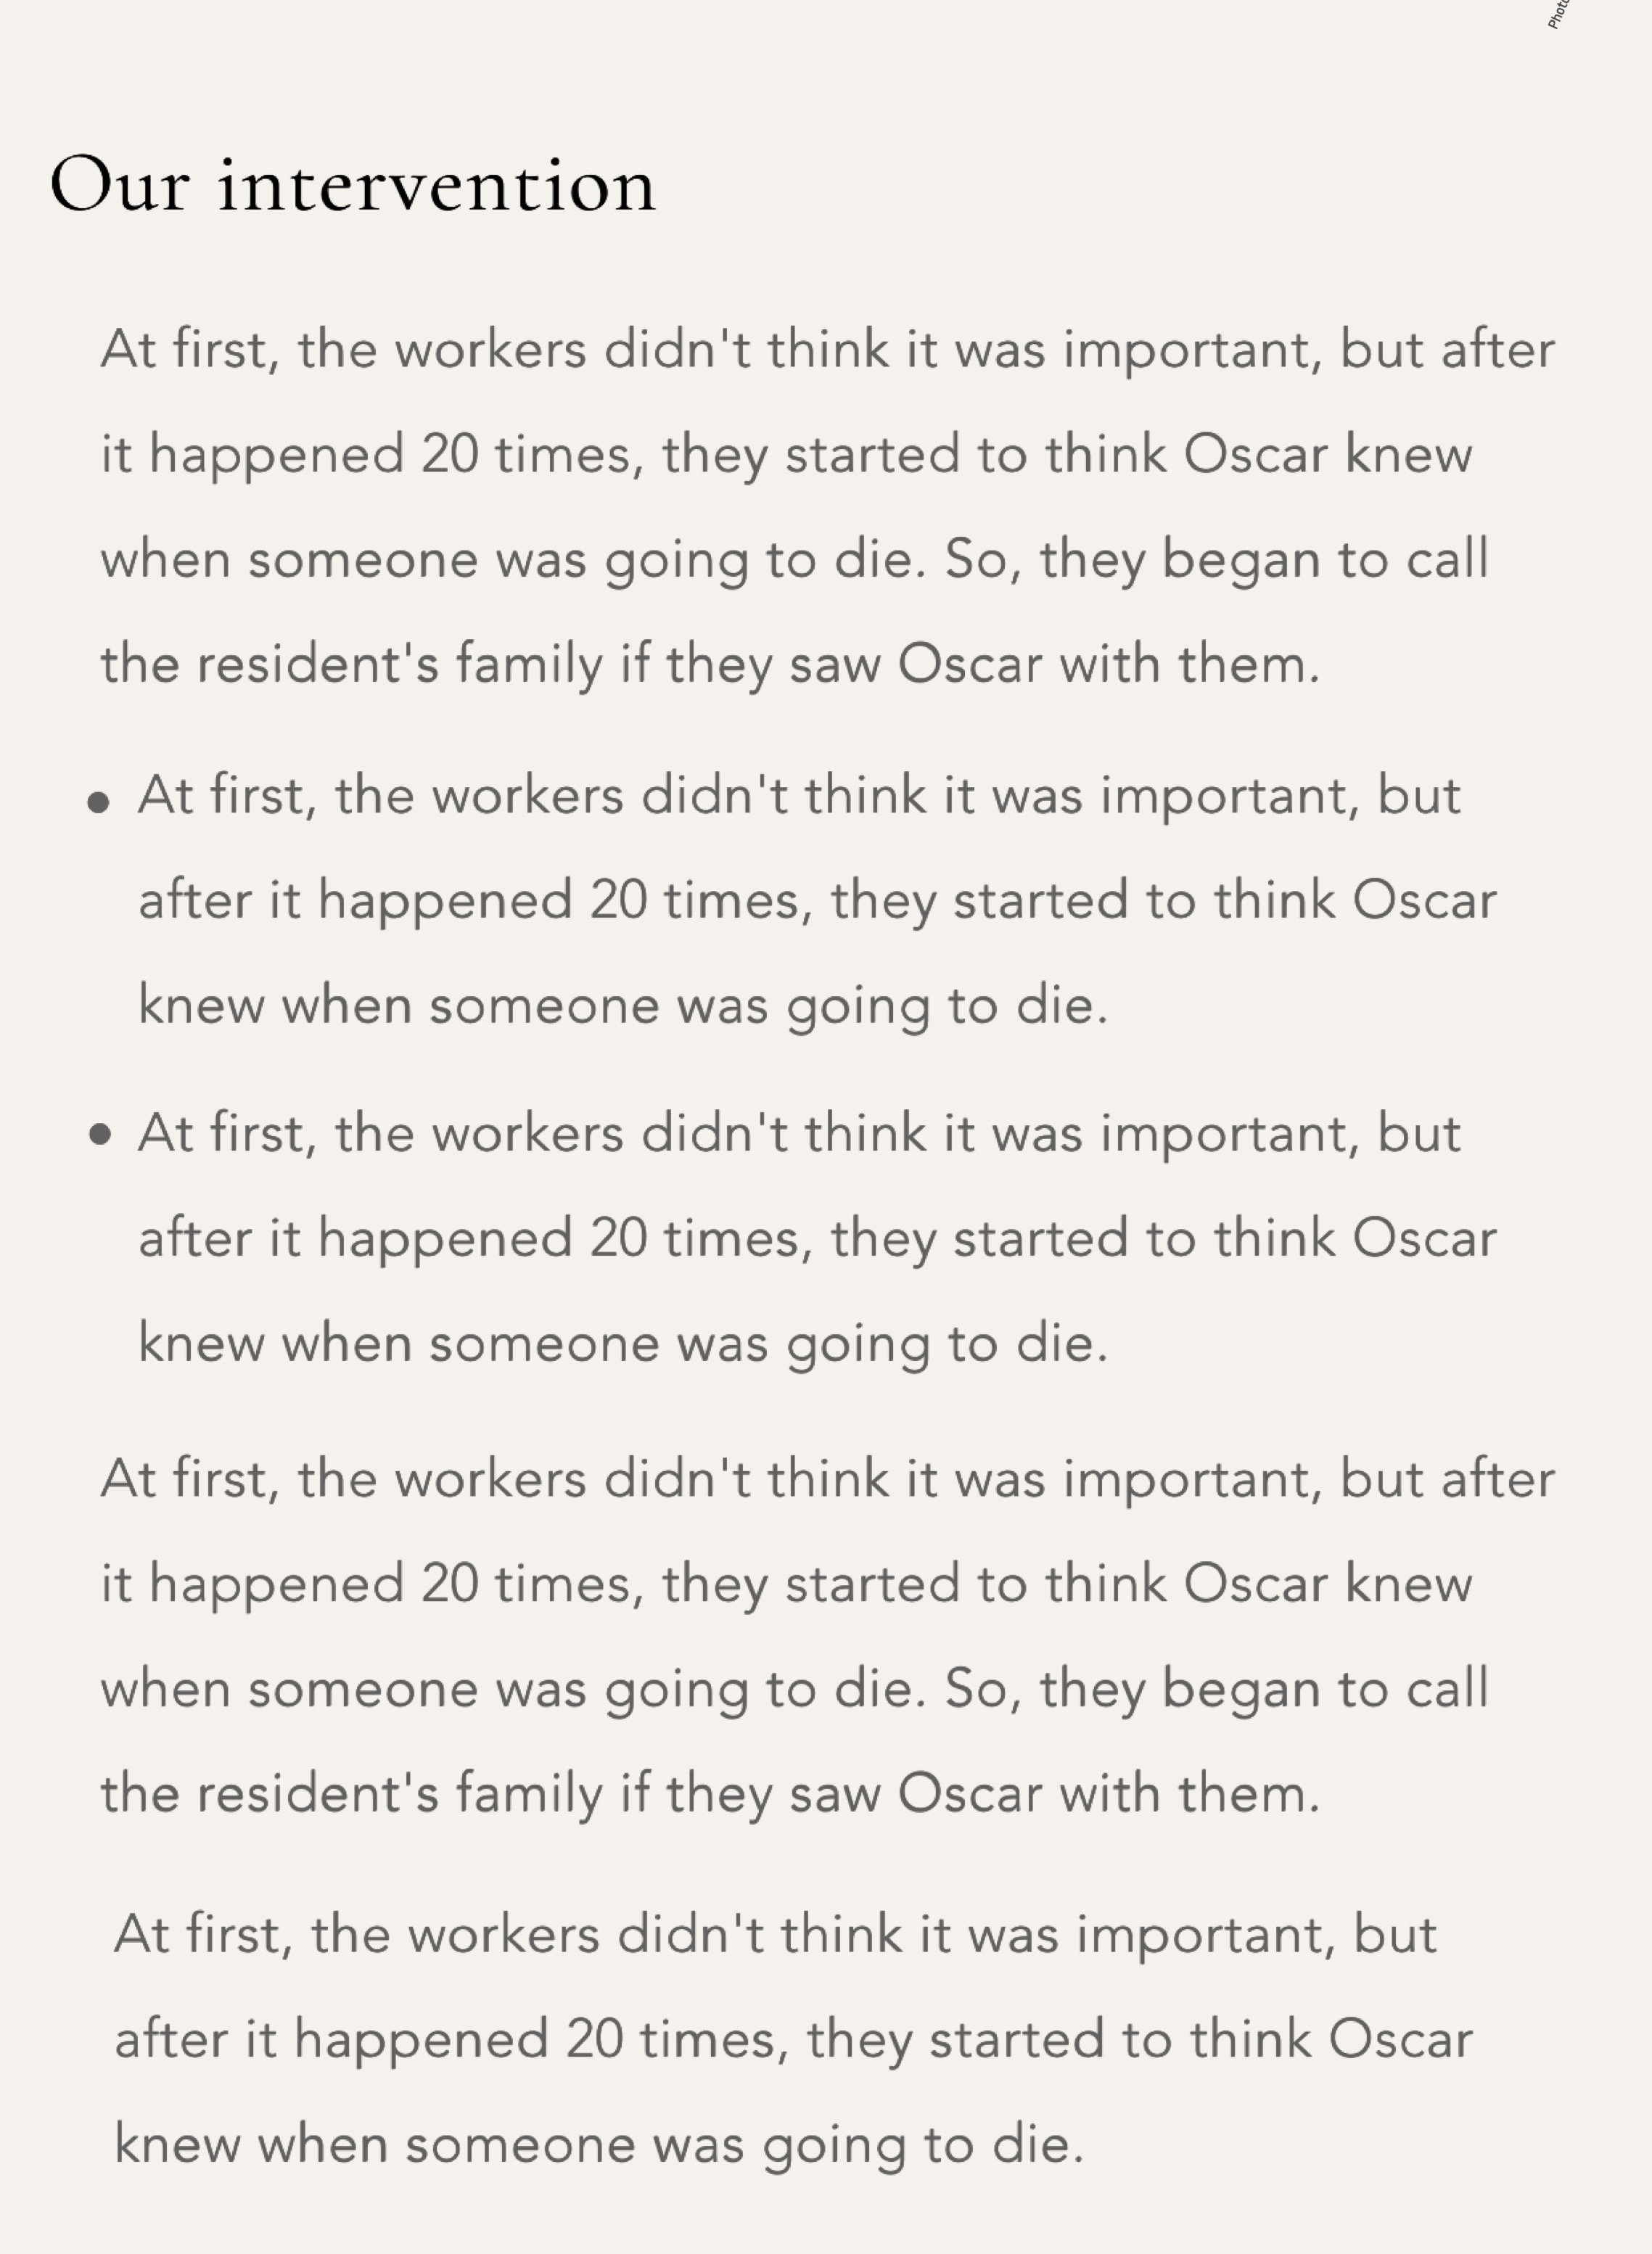 Photo
Our intervention
At first, the workers didn't think it was important, but after
it happened 20 times, they started to think Oscar knew
when someone was going to die. So, they began to call
the resident's family if they saw Oscar with them.
• At first, the workers didn't think it was important, but
after it happened 20 times, they started to think Oscar
knew when someone was going to die.
• At first, the workers didn't think it was important, but
after it happened 20 times, they started to think Oscar
knew when someone was going to die.
At first, the workers didn't think it was important, but after
it happened 20 times, they started to think Oscar knew
when someone was going to die. So, they began to call
the resident's family if they saw Oscar with them.
At first, the workers didn't think it was important, but
after it happened 20 times, they started to think Oscar
knew when someone was going to die.